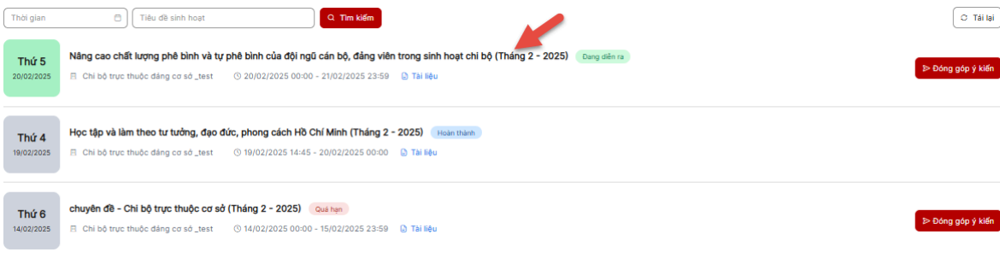 Thời gian Tiêu đề sinh hoạt Tìm kiếm Tải lại
Thứ 5
20/02/2025
Nâng cao chất lượng phê bình và tự phê bình của đội ngũ cán bộ, đảng viên trong sinh hoạt chi bộ (Tháng 2 - 2025) Đang diễn ra
Chi bộ trực thuộc đảng cơ sở _test 20/02/2025 00:00 - 21/02/2025 23:59 Tài liệu
Đóng góp ý kiến
Thứ 4
19/02/2025
Học tập và làm theo tư tưởng, đạo đức, phong cách Hồ Chí Minh (Tháng 2 - 2025) Hoàn thành
Chi bộ trực thuộc đảng cơ sở _test 19/02/2025 14:45 - 20/02/2025 00:00 Tài liệu
Thứ 6
14/02/2025
chuyên đề - Chi bộ trực thuộc cơ sở (Tháng 2 - 2025) Quá hạn
Chi bộ trực thuộc đảng cơ sở _test 14/02/2025 00:00 - 15/02/2025 23:59 Tài liệu
Đóng góp ý kiến